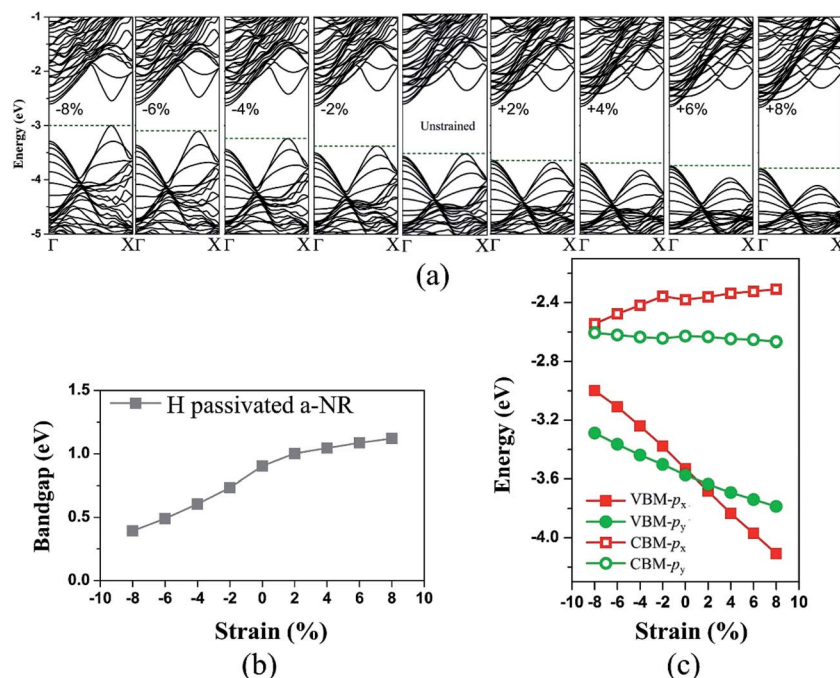 -1
-2
-3
-4
-5
Energy (eV)
-8%
-6%
-4%
-2%
Unstrained
+2%
+4%
+6%
+8%
Γ X Γ X Γ X Γ X Γ X Γ X Γ X Γ X Γ X
(a)
1.5
1.0
0.5
0.0
Bandgap (eV)
H passivated a-NR
-10 -8 -6 -4 -2 0 2 4 6 8 10
Strain (%)
(b)
-2.4
-2.8
-3.2
-3.6
-4.0
Energy (eV)
VBM-px
VBM-py
CBM-px
CBM-py
-10 -8 -6 -4 -2 0 2 4 6 8 10
Strain (%)
(c)